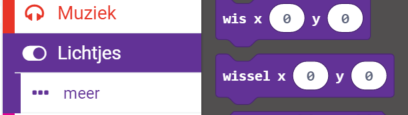 Muziek
Lichtjes
meer
wis x 0 y 0
wissel x 0 y 0